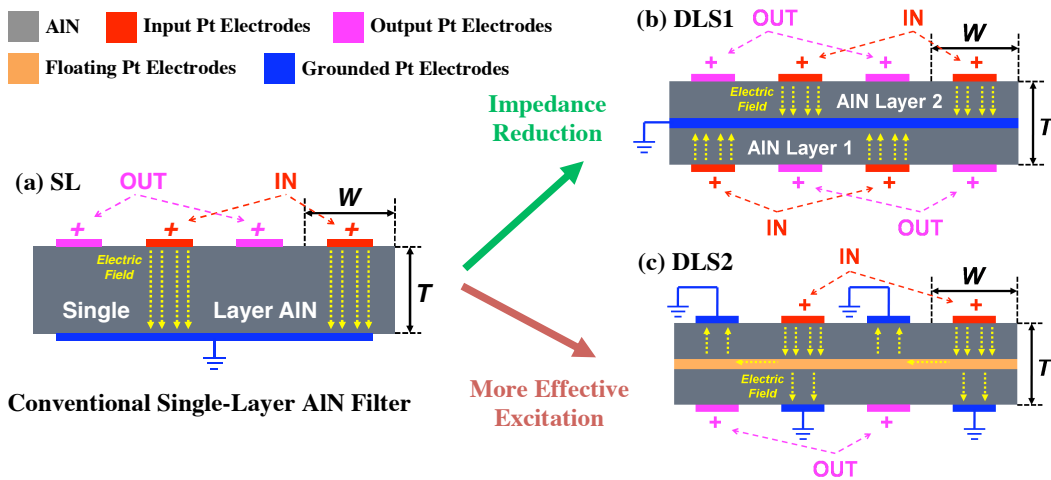 AlN
Input Pt Electrodes
Output Pt Electrodes
Floating Pt Electrodes
Grounded Pt Electrodes
(a) SL
OUT
IN
W
+
+
+
+
Electric
Field
T
Single
Layer AlN
Conventional Single-Layer AlN Filter
Impedance
Reduction
More Effective
Excitation
(b) DLS1
OUT
IN
W
+
+
+
+
Electric
Field
AlN Layer 2
T
AlN Layer 1
+
+
+
+
IN
OUT
(c) DLS2
IN
W
+
+
T
Electric
Field
+
+
OUT